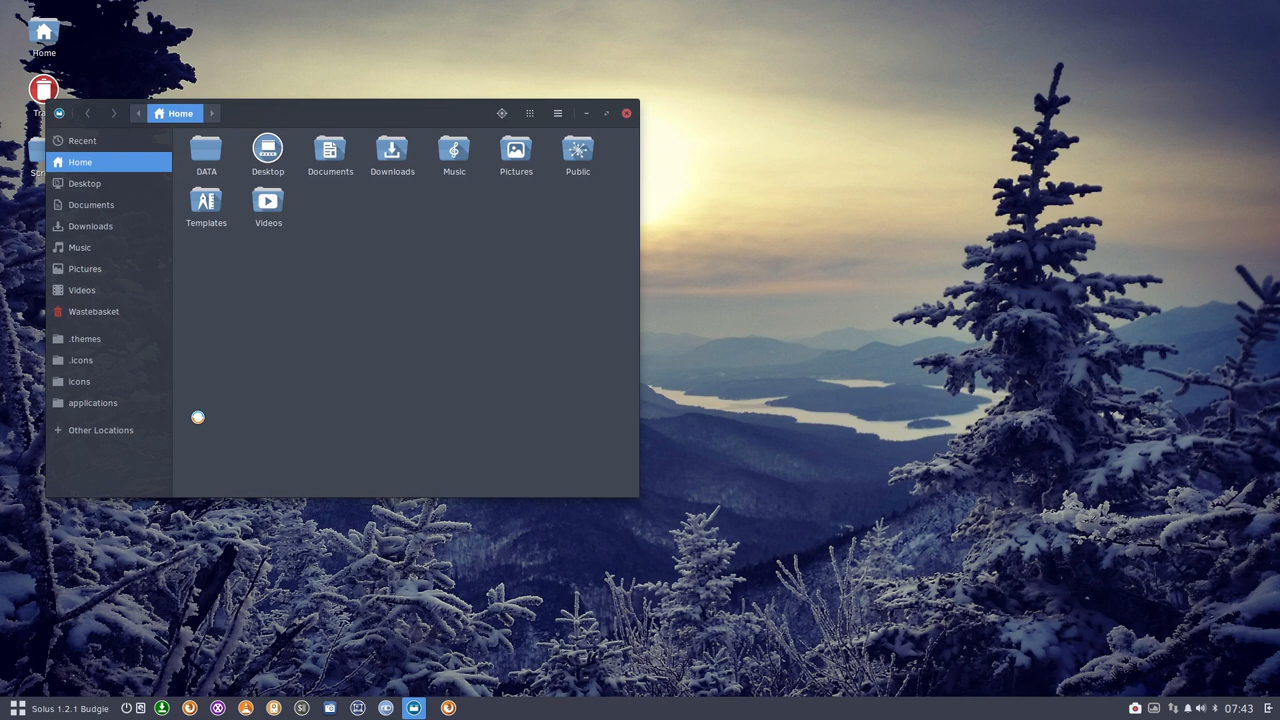 Home
Home
Recent
Home
Desktop
Documents
Downloads
Music
Pictures
Videos
Wastebasket
.themes
.icons
icons
applications
Other Locations
DATA
Desktop
Documents
Downloads
Music
Pictures
Public
Templates
Videos
Solus 1.2.1 Budgie
07:43